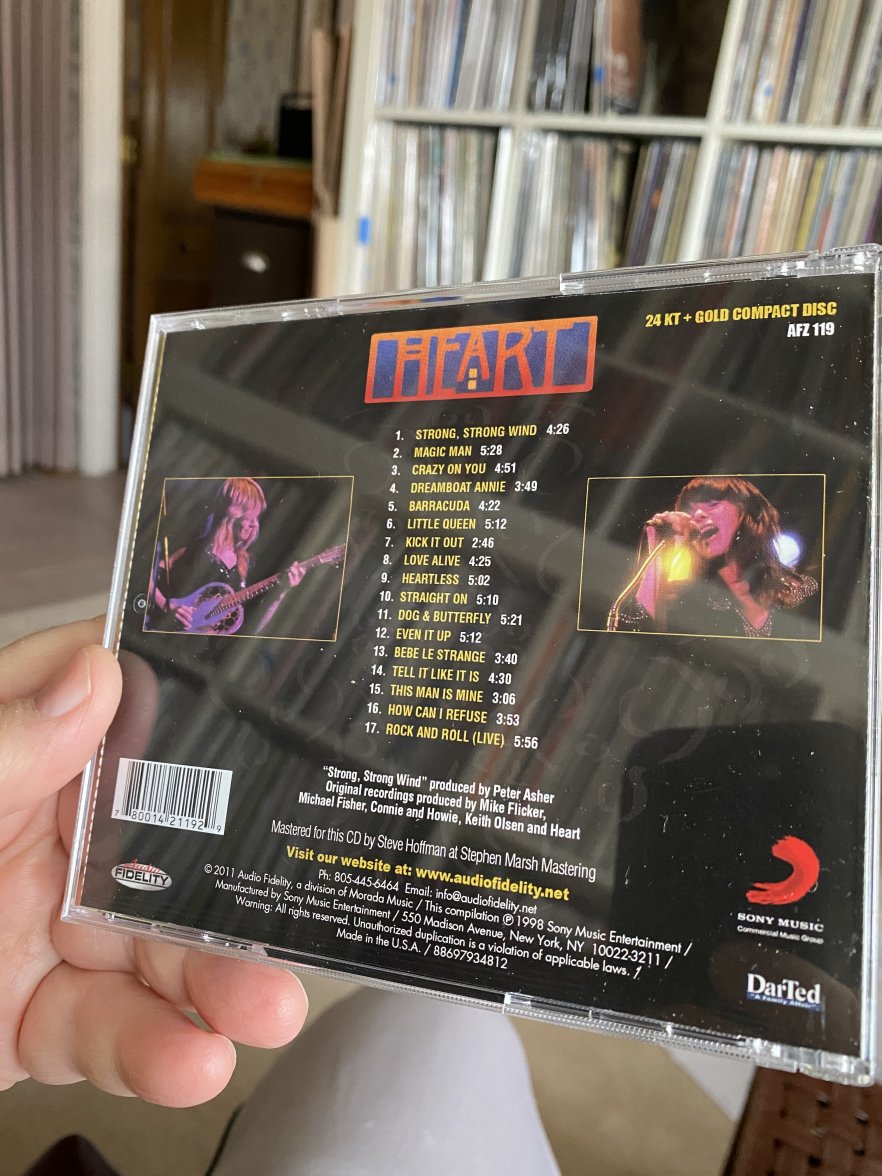 HEART
24 KT + GOLD COMPACT DISC
AFZ 119
1. STRONG, STRONG WIND 4:26
2. MAGIC MAN 5:28
3. CRAZY ON YOU 4:51
4. DREAMBOAT ANNIE 3:49
5. BARRACUDA 4:22
6. LITTLE QUEEN 5:12
7. KICK IT OUT 2:46
8. LOVE ALIVE 4:25
9. HEARTLESS 5:02
10. STRAIGHT ON 5:10
11. DOG & BUTTERFLY 5:21
12. EVEN IT UP 5:12
13. BEBE LE STRANGE 3:40
14. TELL IT LIKE IT IS 4:30
15. THIS MAN IS MINE 3:06
16. HOW CAN I REFUSE 3:53
17. ROCK AND ROLL (LIVE) 5:56
"Strong, Strong Wind" produced by Peter Asher
Original recordings produced by Mike Flicker,
Michael Fisher, Connie and Howie, Keith Olsen and Heart
Mastered for this CD by Steve Hoffman at Stephen Marsh Mastering
Visit our website at: www.audiofidelity.net
Ph: 805-445-6464 Email: info@audiofidelity.net
© 2011 Audio Fidelity, a division of Morada Music / This compilation ℗ 1998 Sony Music Entertainment /
Manufactured by Sony Music Entertainment / 550 Madison Avenue, New York, NY 10022-3211 /
Warning: All rights reserved. Unauthorized duplication is a violation of applicable laws. 1
Made in the U.S.A. / 88697934812
7 80014 21192 9
Audio
FIDELITY
SONY MUSIC
Commercial Music Group
DarTed
"A Family Affair"